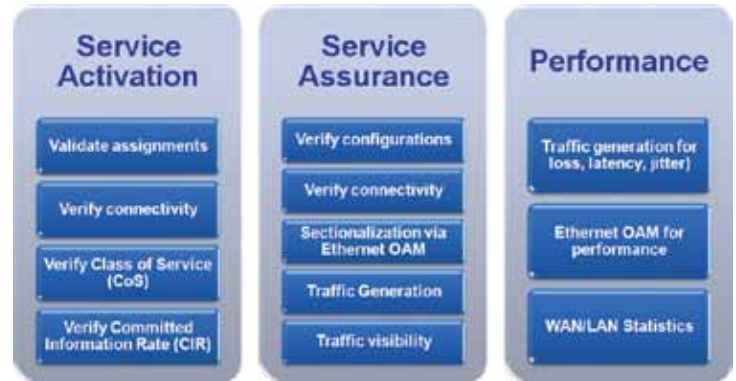 Service
Activation
Validate assignments
Verify connectivity
Verify Class of Service
(CoS)
Verify Committed
Information Rate (CIR)
Service
Assurance
Verify configurations
Verify connectivity
Sectionalization via
Ethernet OAM
Traffic Generation
Traffic visibility
Performance
Traffic generation for
loss, latency, jitter)
Ethernet OAM for
performance
WAN/LAN Statistics